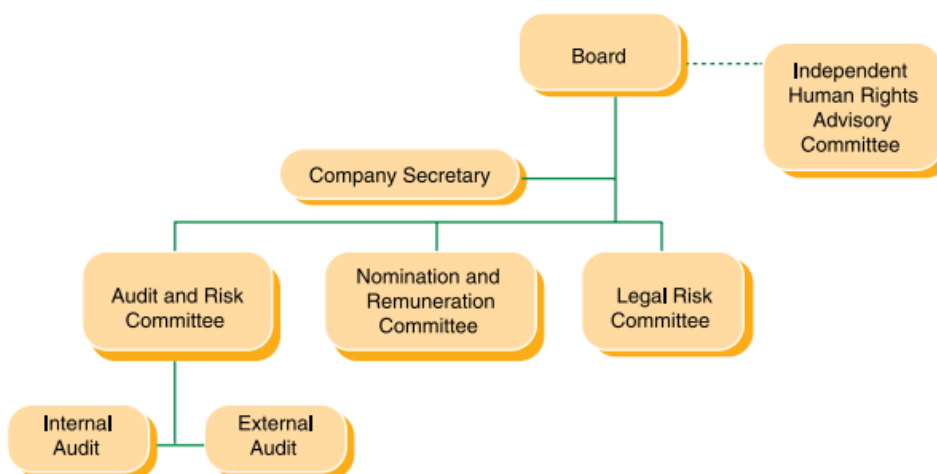 Board
Independent
Human Rights
Advisory
Committee
Company Secretary
Audit and Risk
Committee
Nomination and
Remuneration
Committee
Legal Risk
Committee
Internal
Audit
External
Audit